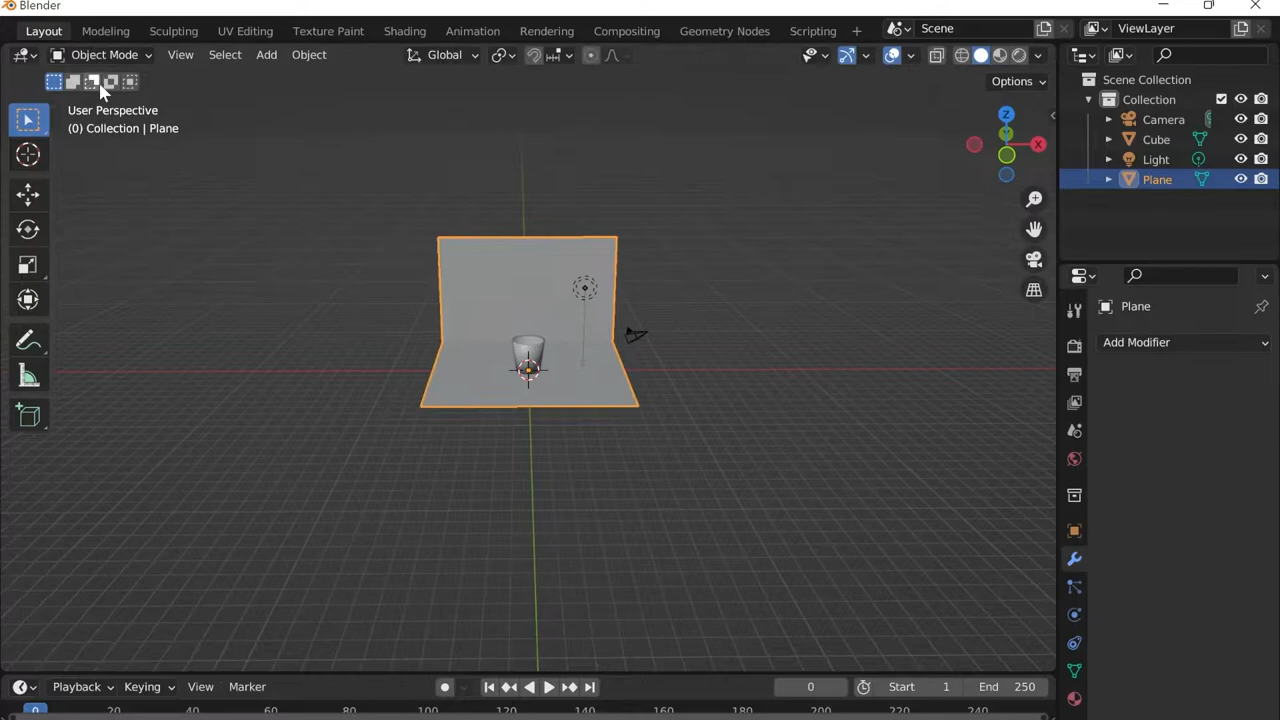 Blender
Layout Modeling Sculpting UV Editing Texture Paint Shading Animation Rendering Compositing Geometry Nodes Scripting + Scene ViewLayer
Object Mode View Select Add Object Global
Options
User Perspective
(0) Collection | Plane
Z
Y
X
Scene Collection
Collection
Camera
Cube
Light
Plane
Plane
Add Modifier
Playback Keying View Marker 0 Start 1 End 250
0 20 40 60 80 100 120 140 160 180 200 220 240